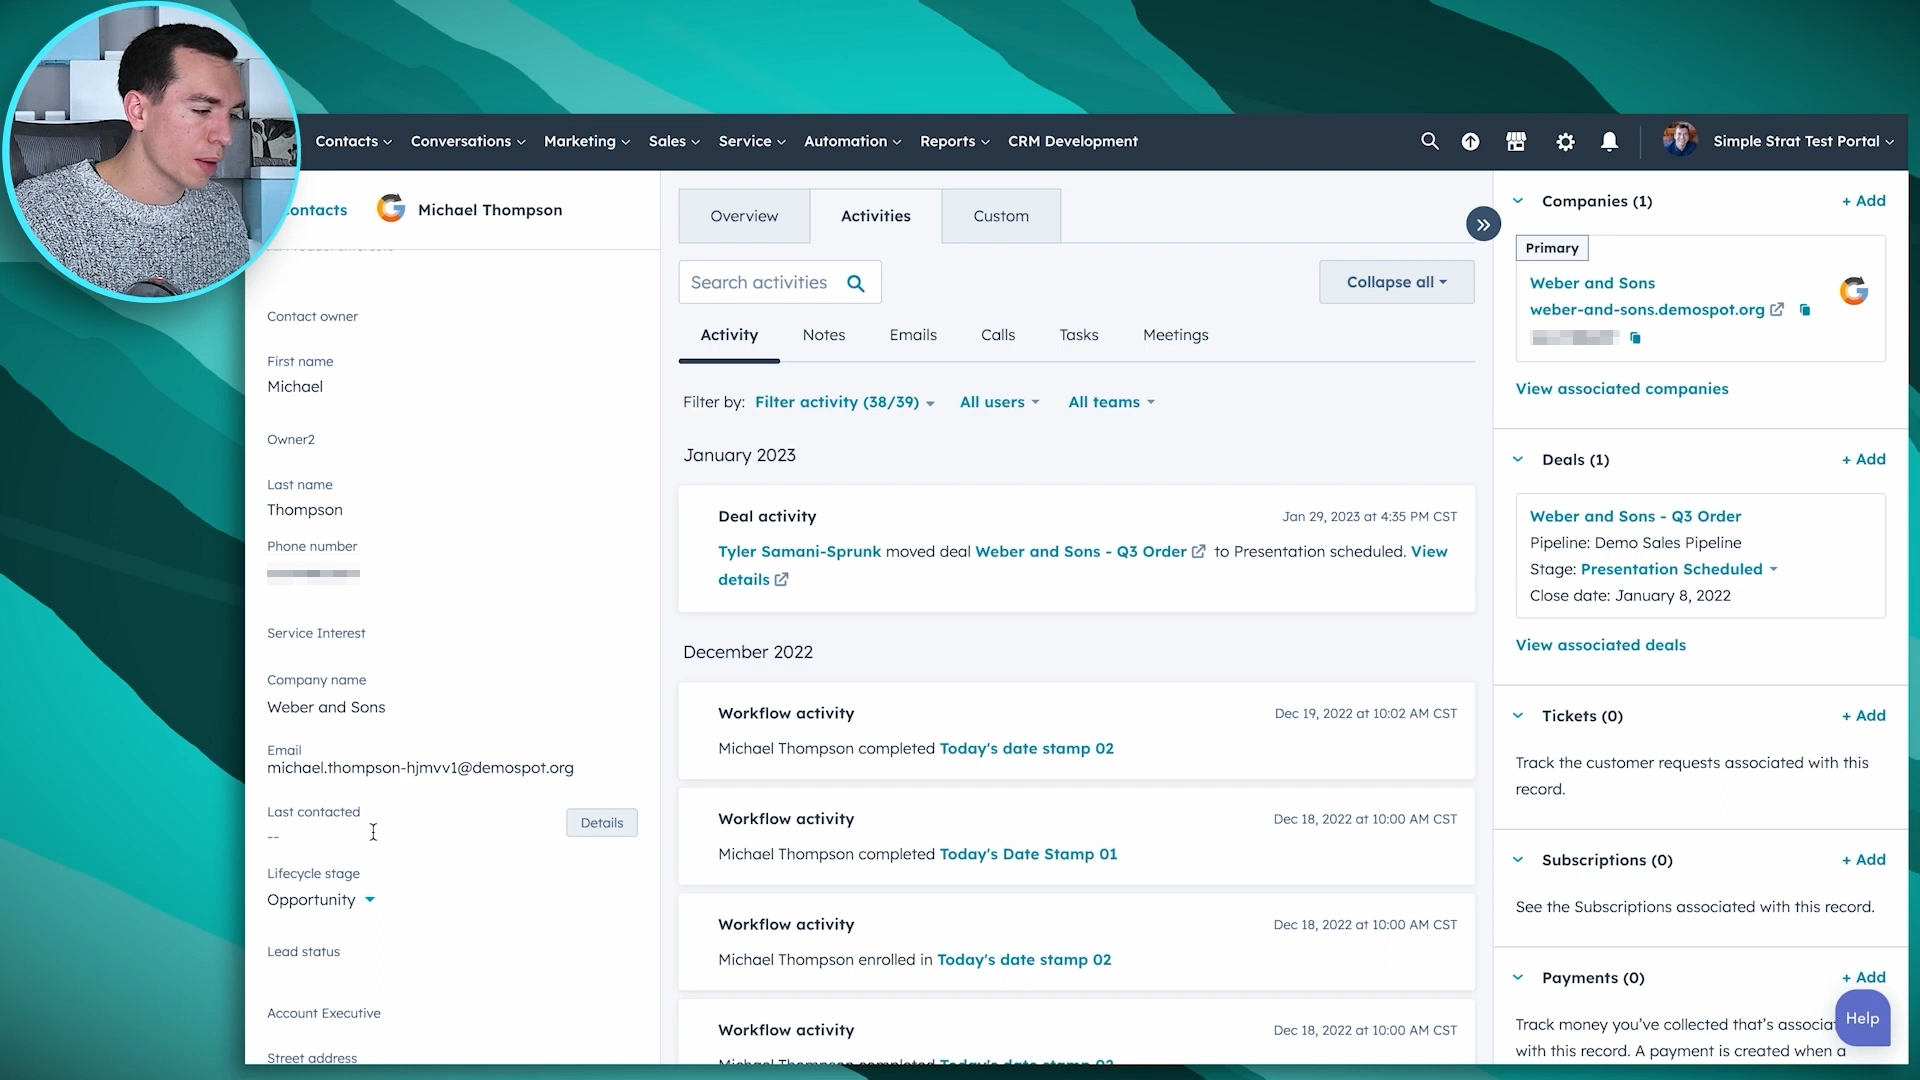 Contacts
Conversations
Marketing
Sales
Service
Automation
Reports
CRM Development
Simple Strat Test Portal
ontacts
Michael Thompson
Contact owner
First name
Michael
Owner2
Last name
Thompson
Phone number
Service Interest
Company name
Weber and Sons
Email
michael.thompson-hjmvv1@demospot.org
Last contacted
--
Details
Lifecycle stage
Opportunity
Lead status
Account Executive
Street address
Overview
Activities
Custom
Search activities
Collapse all
Activity
Notes
Emails
Calls
Tasks
Meetings
Filter by: Filter activity (38/39) All users All teams
January 2023
Deal activity
Jan 29, 2023 at 4:35 PM CST
Tyler Samani-Sprunk moved deal Weber and Sons - Q3 Order to Presentation scheduled. View
details
December 2022
Workflow activity
Dec 19, 2022 at 10:02 AM CST
Michael Thompson completed Today's date stamp 02
Workflow activity
Dec 18, 2022 at 10:00 AM CST
Michael Thompson completed Today's Date Stamp 01
Workflow activity
Dec 18, 2022 at 10:00 AM CST
Michael Thompson enrolled in Today's date stamp 02
Workflow activity
Dec 18, 2022 at 10:00 AM CST
Michael Thompson completed Today's date stamp 02
Companies (1)
+ Add
Primary
Weber and Sons
weber-and-sons.demospot.org
View associated companies
Deals (1)
+ Add
Weber and Sons - Q3 Order
Pipeline: Demo Sales Pipeline
Stage: Presentation Scheduled
Close date: January 8, 2022
View associated deals
Tickets (0)
+ Add
Track the customer requests associated with this
record.
Subscriptions (0)
+ Add
See the Subscriptions associated with this record.
Payments (0)
+ Add
Track money you've collected that's associa
with this record. A payment is created when a
Help